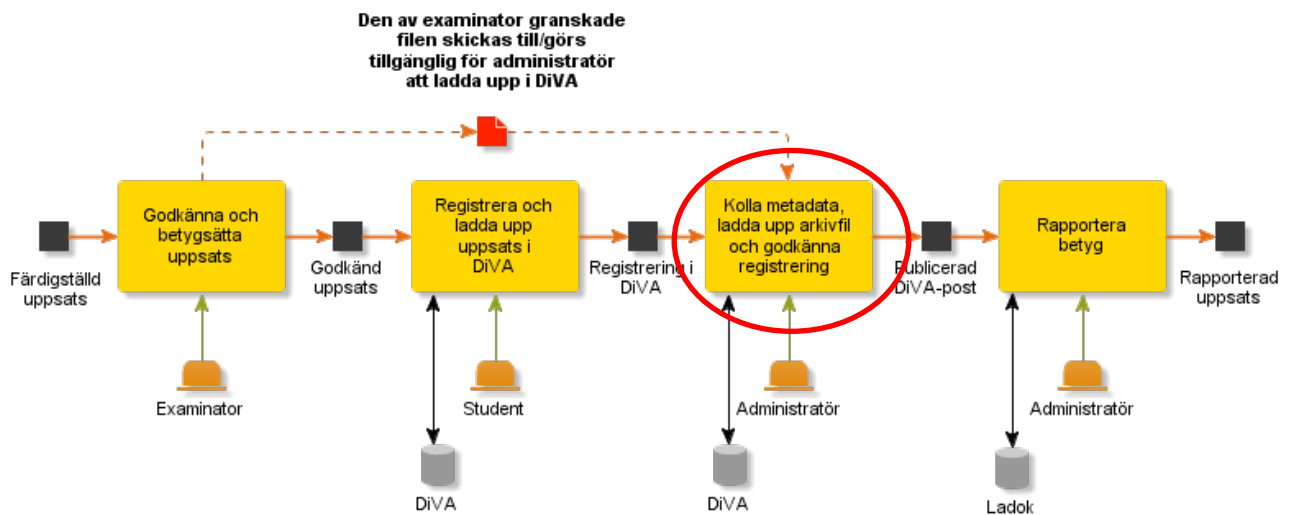 Den av examinator granskade
filen skickas till/görs
tillgänglig för administratör
att ladda upp i DiVA
Godkänna och
betygsätta
uppsats
Registrera och
ladda upp
uppsats i
DiVA
Kolla metadata,
ladda upp arkivfil
och godkänna
registrering
Rapportera
betyg
Färdigställd
uppsats
Godkänd
uppsats
Registrering i
DiVA
Publicerad
DiVA-post
Rapporterad
uppsats
Examinator
Student
Administratör
Administratör
DiVA
DiVA
Ladok